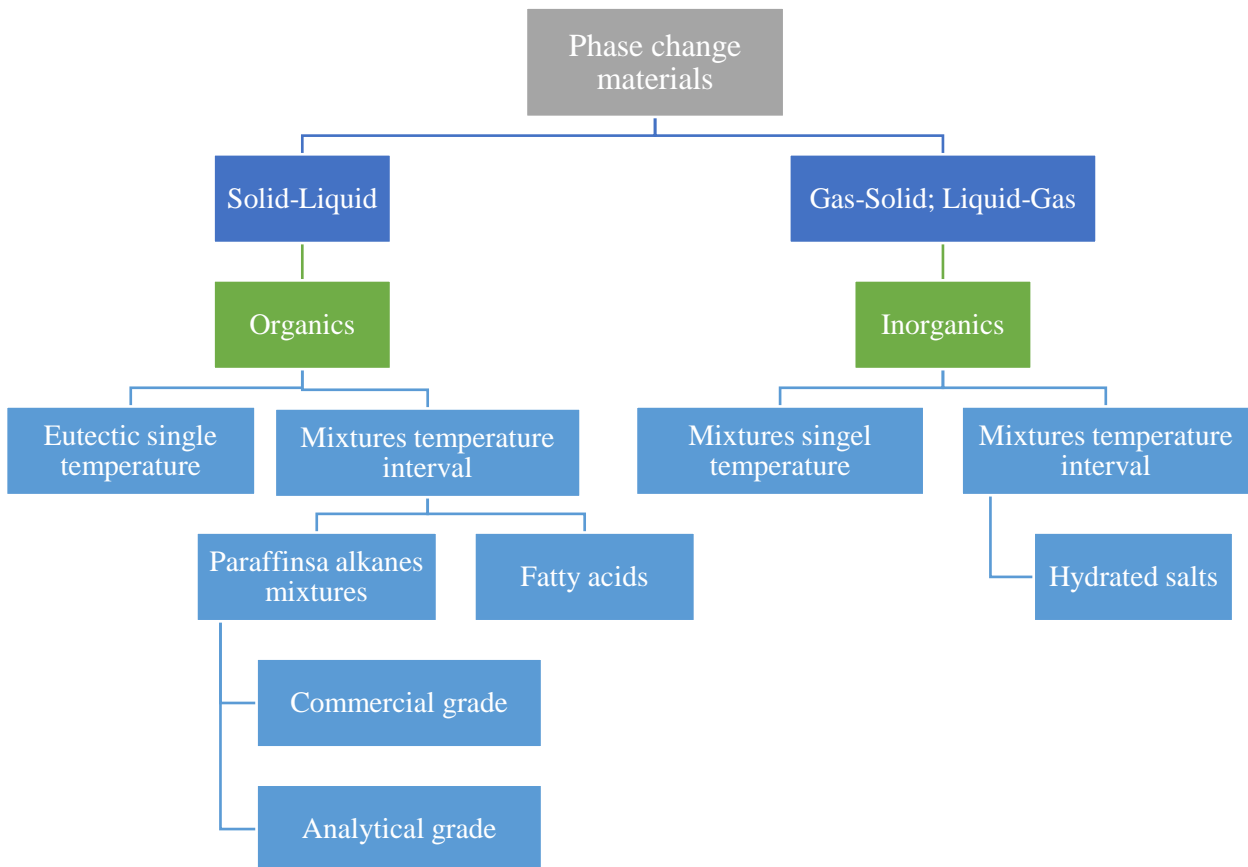 Phase change
materials
Solid-Liquid
Gas-Solid; Liquid-Gas
Organics
Inorganics
Eutectic single
temperature
Mixtures temperature
interval
Mixtures singel
temperature
Mixtures temperature
interval
Paraffinsa alkanes
mixtures
Fatty acids
Hydrated salts
Commercial grade
Analytical grade